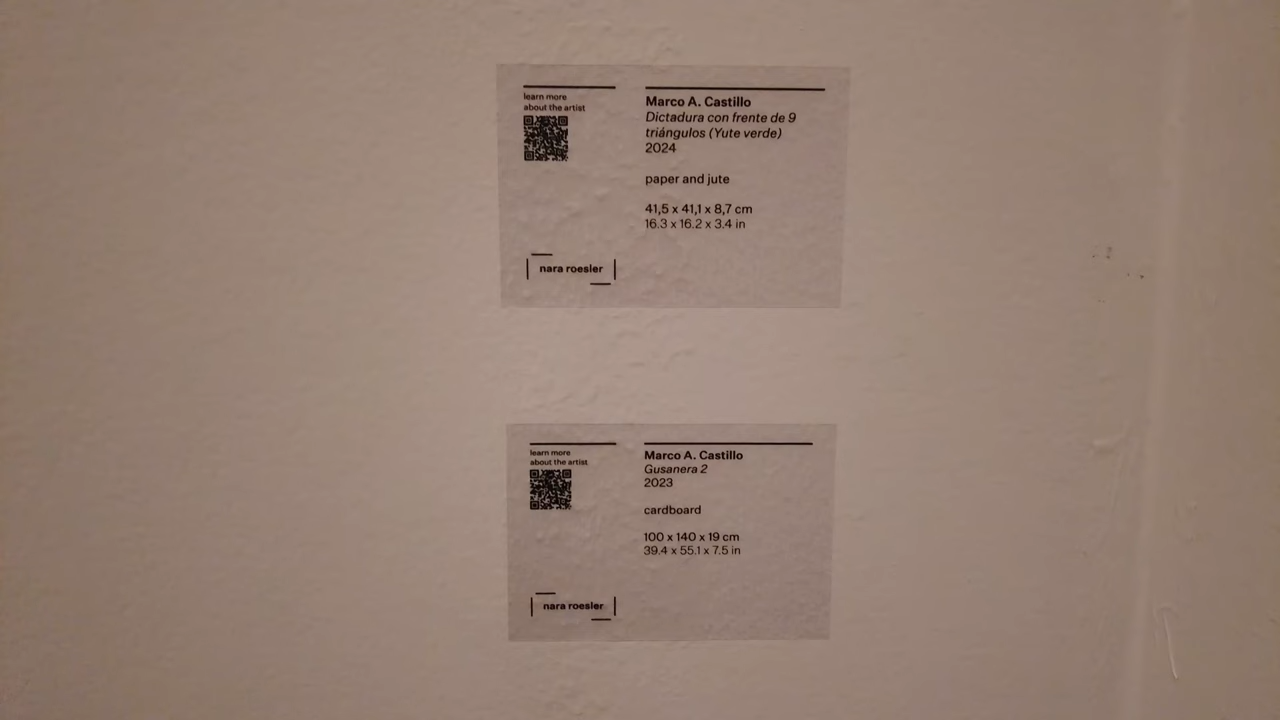 learn more
about the artist
Marco A. Castillo
Dictadura con frente de 9
triángulos (Yute verde)
2024
paper and jute
41,5 x 41,1 x 8,7 cm
16.3 x 16.2 x 3.4 in
nara roesler
learn more
about the artist
Marco A. Castillo
Gusanera 2
2023
cardboard
100 x 140 x 19 cm
39.4 x 55.1 x 7.5 in
nara roesler